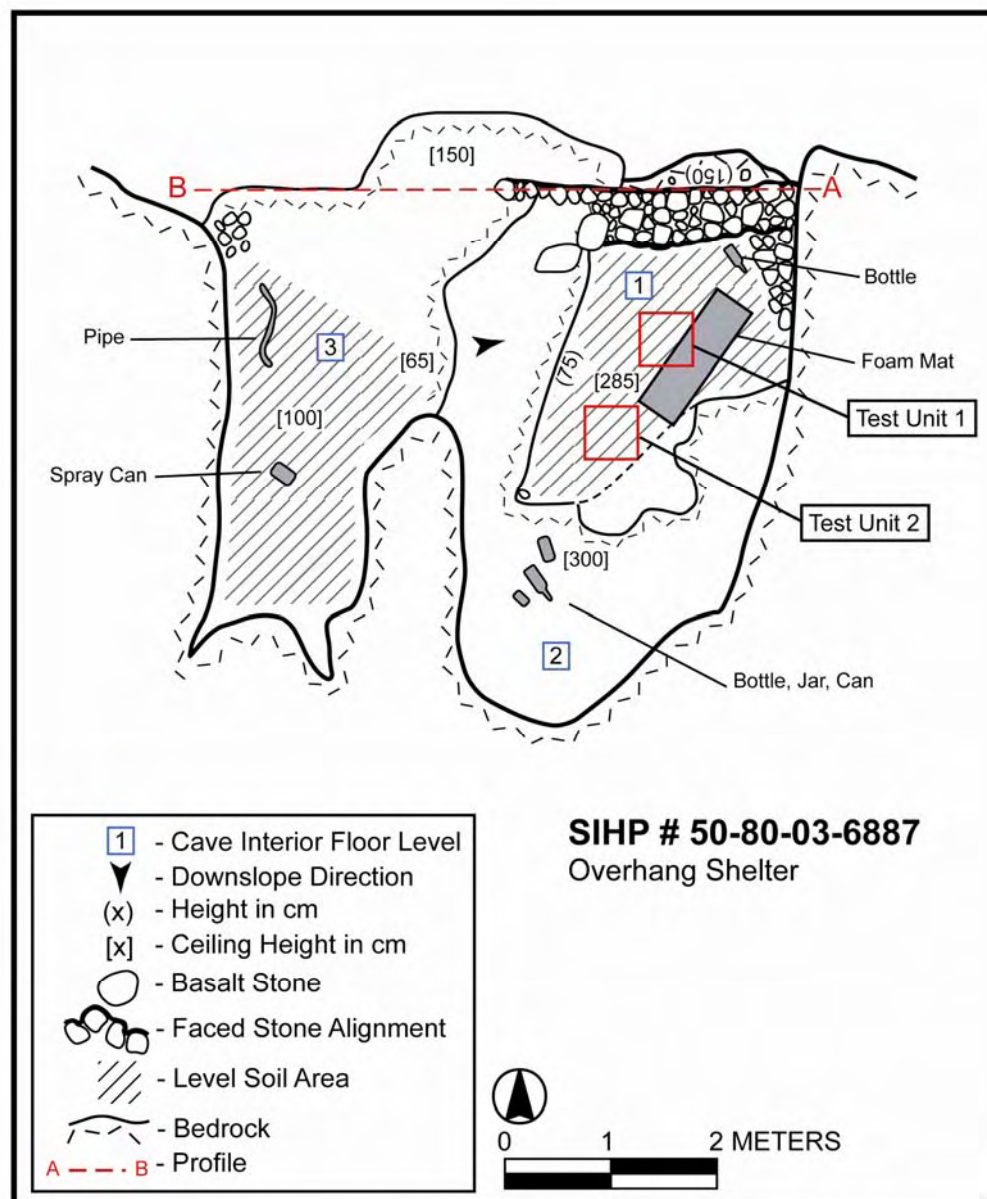 [150]
(150)
B
A
1
Bottle
Pipe
3
[65]
(75)
[285]
Foam Mat
[100]
Test Unit 1
Spray Can
Test Unit 2
[300]
2
Bottle, Jar, Can
1 - Cave Interior Floor Level
- Downslope Direction
(x) - Height in cm
[x] - Ceiling Height in cm
- Basalt Stone
- Faced Stone Alignment
- Level Soil Area
- Bedrock
A B - Profile
SIHP # 50-80-03-6887
Overhang Shelter
0 1 2 METERS